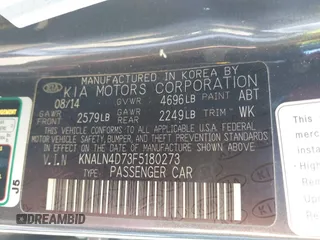 MANUFACTURED IN KOREA BY
KIA MOTORS CORPORATION
08/14 GVWR 4696LB PAINT ABT
GAWR FRONT 2579LB GAWR REAR 2249LB TRIM WK
THIS VEHICLE CONFORMS TO ALL APPLICABLE FEDERAL
MOTOR VEHICLE SAFETY, BUMPER, AND THEFT PREVENTION
STANDARDS IN EFFECT ON THE DATE OF MANUFACTURE
SHOWN ABOVE.
V.I.N KNALN4D73F5180273
TYPE: PASSENGER CAR
J5
KIA
DREAMBID